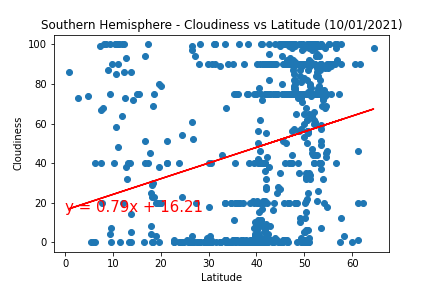 Southern Hemisphere - Cloudiness vs Latitude (10/01/2021)
100
80
60
40
20
0
Cloudiness
y = 0.79x + 16.21
0 10 20 30 40 50 60
Latitude